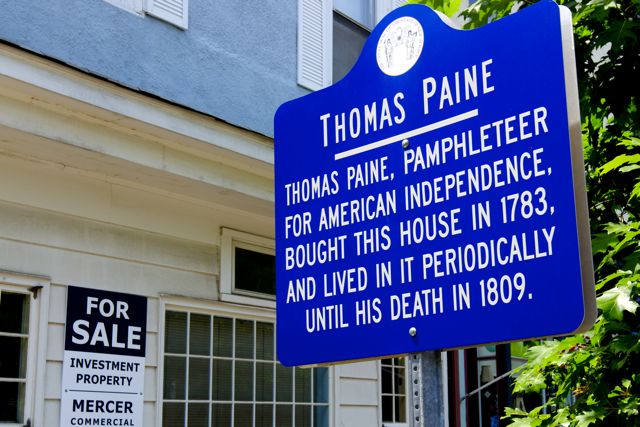 THOMAS PAINE
THOMAS PAINE, PAMPHLETEER
FOR AMERICAN INDEPENDENCE,
BOUGHT THIS HOUSE IN 1783,
AND LIVED IN IT PERIODICALLY
UNTIL HIS DEATH IN 1809.
FOR
SALE
INVESTMENT
PROPERTY
MERCER
COMMERCIAL